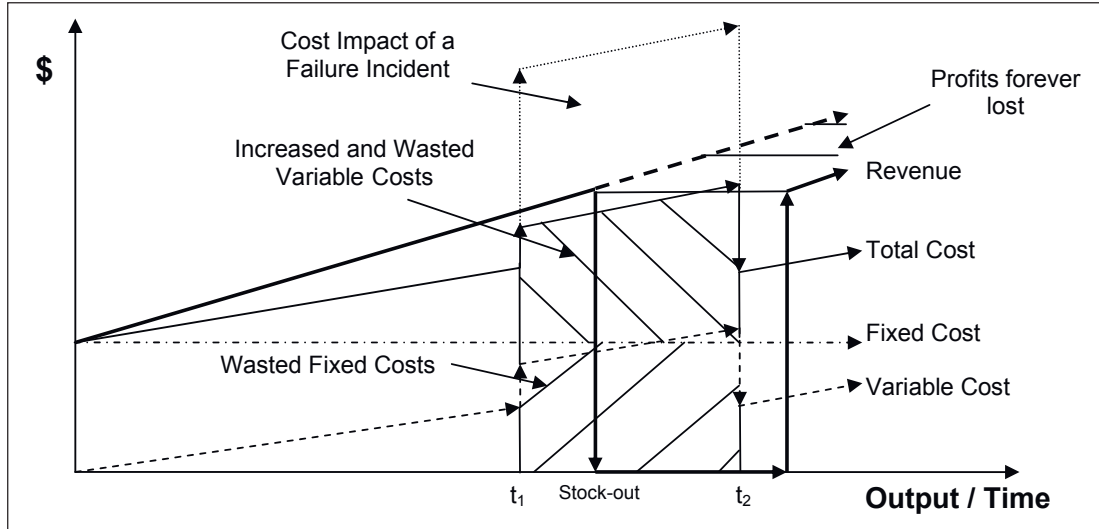 $
Cost Impact of a
Failure Incident
Profits forever
lost
Increased and Wasted
Variable Costs
Revenue
Total Cost
Fixed Cost
Wasted Fixed Costs
Variable Cost
t₁
Stock-out
t₂
Output / Time